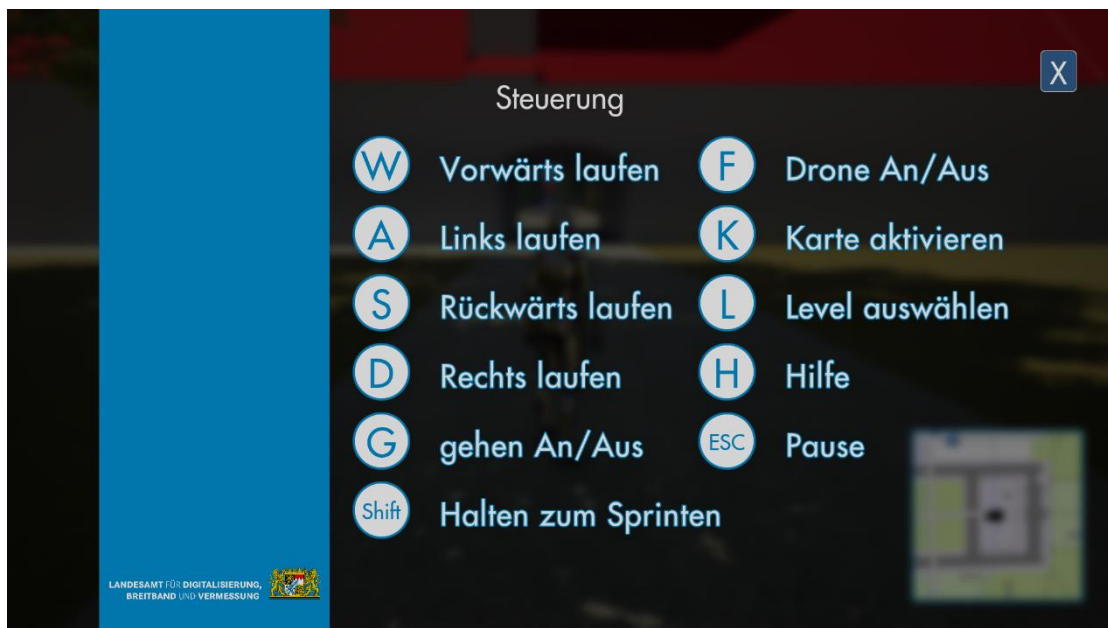 X
Steuerung
W Vorwärts laufen
A Links laufen
S Rückwärts laufen
D Rechts laufen
G gehen An/Aus
Shift Halten zum Sprinten
F Drone An/Aus
K Karte aktivieren
L Level auswählen
H Hilfe
ESC Pause
LANDESAMT FÜR DIGITALISIERUNG,
BREITBAND UND VERMESSUNG